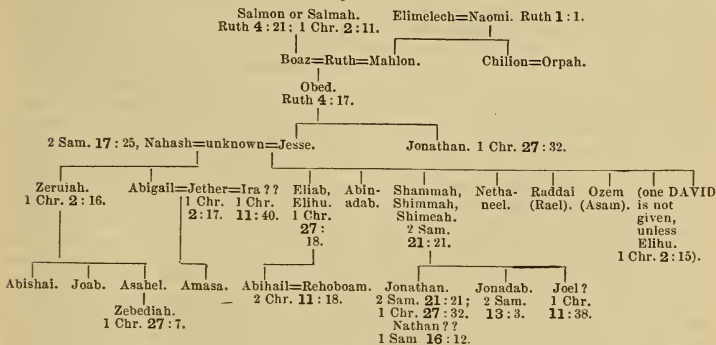 Salmon or Salmah. Elimelech=Naomi. Ruth 1:1.
Ruth 4:21; 1 Chr. 2:11.
Boaz=Ruth=Mahlon. Chilion=Orpah.
Obed.
Ruth 4:17.
2 Sam. 17:25, Nahash=unknown=Jesse. Jonathan. 1 Chr. 27:32.
Zeruiah.
1 Chr. 2:16.
Abigail=Jether=Ira??
1 Chr. 1 Chr.
2:17. 11:40.
Eliab,
Elihu.
1 Chr.
27:
18.
Abin-
adab.
Shammah,
Shimmah,
Shimeah.
2 Sam.
21:21.
Netha-
neel.
Raddai
(Rael).
Ozem
(Asam).
(one DAVID
is not
given,
unless
Elihu.
1 Chr. 2:15).
Abishai. Joab. Asahel. Amasa.
Zebediah.
1 Chr. 27:7.
Abihail=Rehoboam.
2 Chr. 11:18.
Jonathan.
2 Sam. 21:21;
1 Chr. 27:32.
Nathan??
1 Sam 16:12.
Jonadab.
2 Sam.
13:3.
Joel?
1 Chr.
11:38.